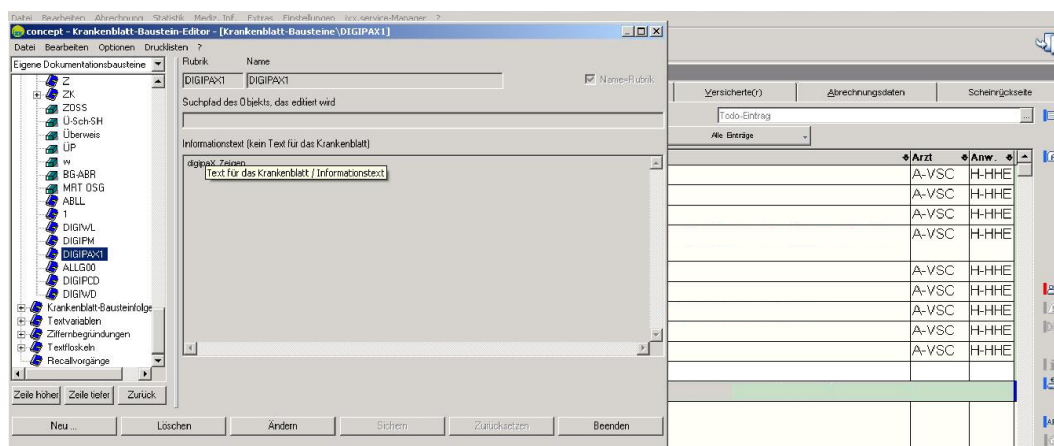 Datei Bearbeiten Abrechnung Statistik Mediz. Inf. Extras Einstellungen ixx.service-Manager ?
concept - Krankenblatt-Baustein-Editor - [Krankenblatt-Bausteine\DIGIPAX1]
Datei Bearbeiten Optionen Drucklisten ?
Eigene Dokumentationsbausteine
Z
ZK
ZOSS
Ü-Sch-SH
Überweis
ÜP
w
BG-ABR
MRT OSG
ABLL
1
DIGIWL
DIGIPM
DIGIPAX1
ALLG00
DIGIPCD
DIGIWD
Krankenblatt-Bausteinfolge
Textvariablen
Ziffernbegründungen
Textfloskeln
Recallvorgänge
Zeile höher Zeile tiefer Zurück
Rubrik Name
DIGIPAX1 DIGIPAX1 Name=Rubrik
Suchpfad des Objekts, das editiert wird
Informationstext (kein Text für das Krankenblatt)
digipaX Zeigen
Text für das Krankenblatt / Informationstext
Neu ... Löschen Ändern Sichern Zurücksetzen Beenden
Versicherte(r) Abrechnungsdaten Scheinrückseite
Todo-Eintrag ...
Alle Einträge
Arzt Anw.
A-VSC H-HHE
A-VSC H-HHE
A-VSC H-HHE
A-VSC H-HHE
A-VSC H-HHE
A-VSC H-HHE
A-VSC H-HHE
A-VSC H-HHE
A-VSC H-HHE